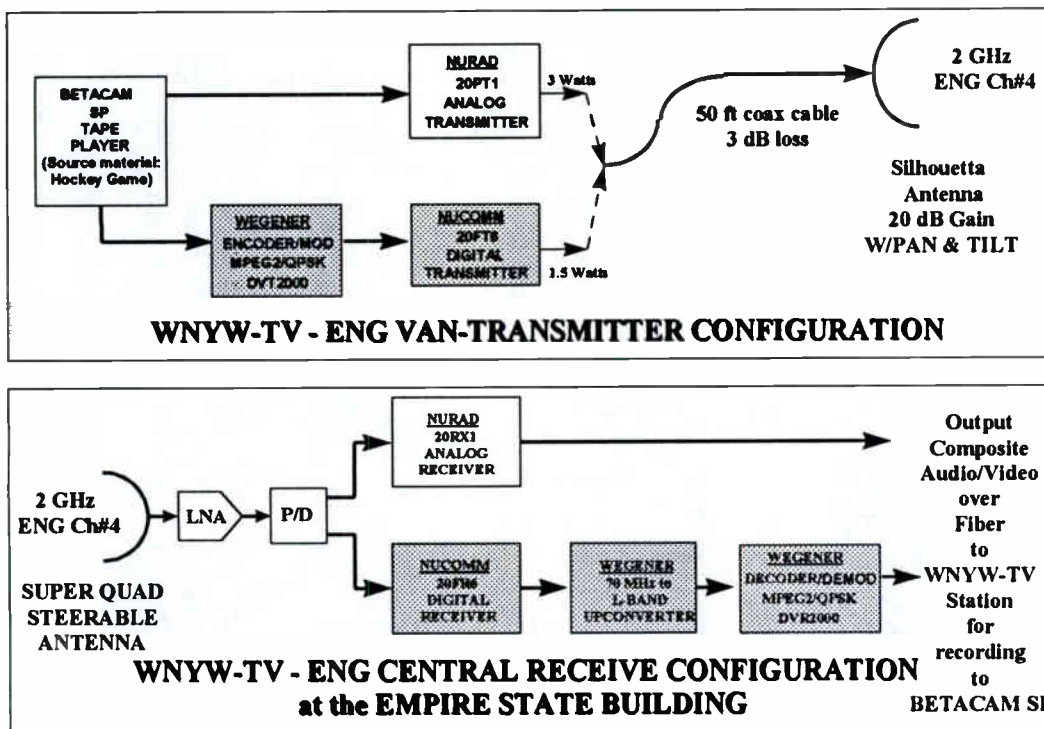 BETACAM
SP
TAPE
PLAYER
(Source material:
Hockey Game)
NURAD
20PT1
ANALOG
TRANSMITTER
3 Watts
WEGENER
ENCODER/MOD
MPEG2/QPSK
DVT2000
NUCOMM
20FT6
DIGITAL
TRANSMITTER
1.5 Watts
50 ft coax cable
3 dB loss
2 GHz
ENG Ch#4
Silhouetta
Antenna
20 dB Gain
W/PAN & TILT
WNYW-TV - ENG VAN-TRANSMITTER CONFIGURATION
2 GHz
ENG Ch#4
SUPER QUAD
STEERABLE
ANTENNA
LNA
P/D
NURAD
20RX1
ANALOG
RECEIVER
NUCOMM
20FR6
DIGITAL
RECEIVER
WEGENER
70 MHz to
L-BAND
UPCONVERTER
WEGENER
DECODER/DEMOD
MPEG2/QPSK
DVR2000
Output
Composite
Audio/Video
over
Fiber
to
WNYW-TV
Station
for
recording
to
BETACAM SP
WNYW-TV - ENG CENTRAL RECEIVE CONFIGURATION
at the EMPIRE STATE BUILDING